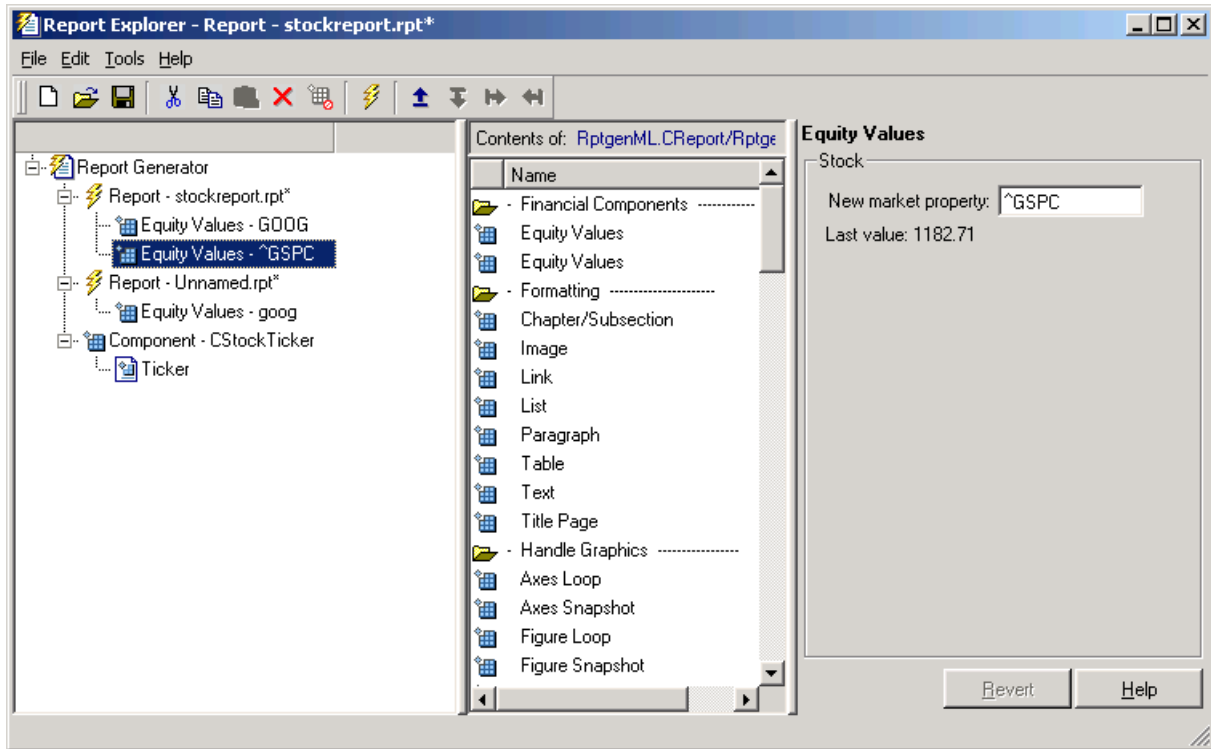 Report Explorer - Report - stockreport.rpt*
File Edit Tools Help
Report Generator
Report - stockreport.rpt*
Equity Values - GOOG
Equity Values - ^GSPC
Report - Unnamed.rpt*
Equity Values - goog
Component - CStockTicker
Ticker
Contents of: RptgenML.CReport/Rptge
Name
- Financial Components -----------
Equity Values
Equity Values
- Formatting --------------------
Chapter/Subsection
Image
Link
List
Paragraph
Table
Text
Title Page
- Handle Graphics ----------------
Axes Loop
Axes Snapshot
Figure Loop
Figure Snapshot
Equity Values
Stock
New market property: ^GSPC
Last value: 1182.71
Revert Help